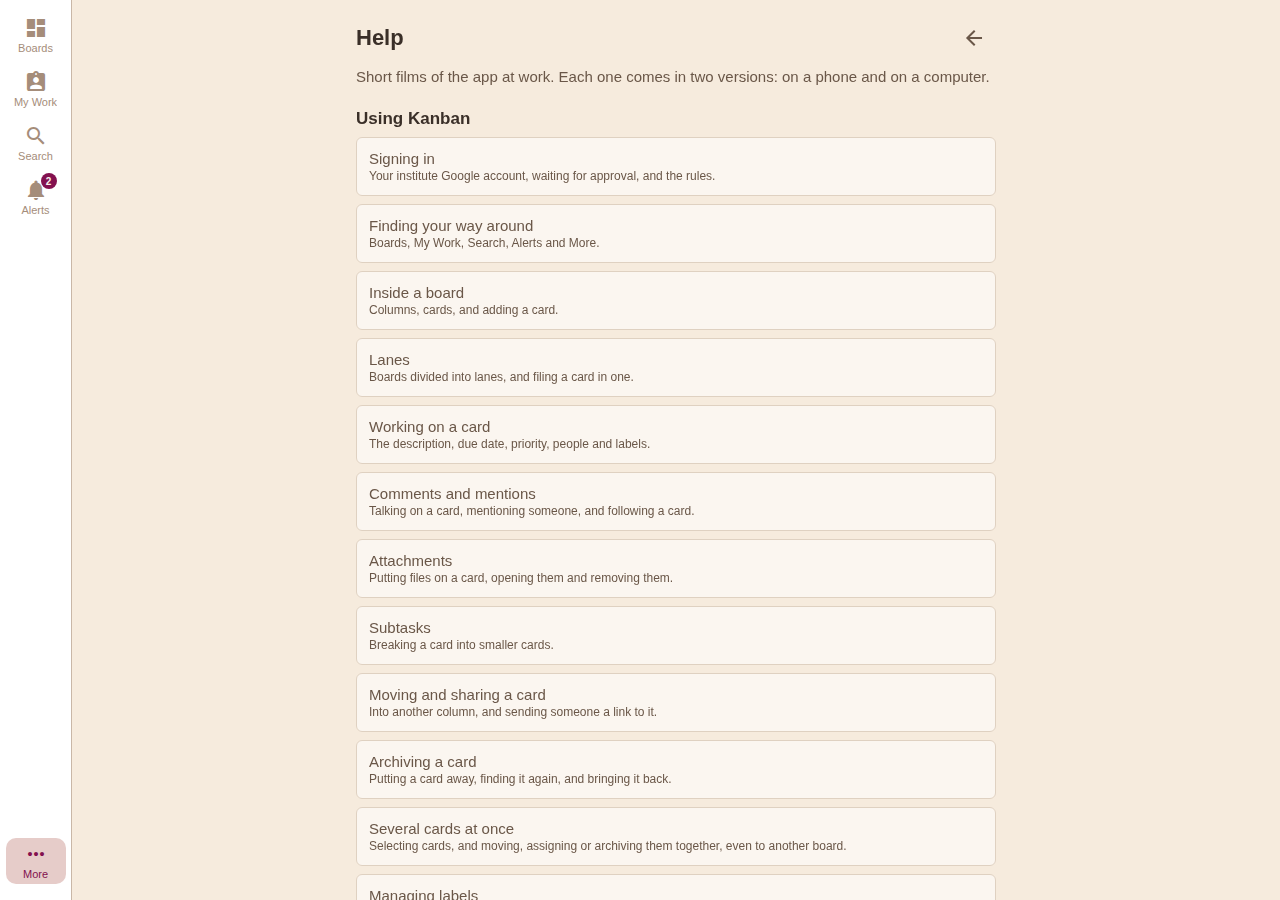 Boards
My Work
Search
2
Alerts
More
Help
Short films of the app at work. Each one comes in two versions: on a phone and on a computer.
Using Kanban
Signing in
Your institute Google account, waiting for approval, and the rules.
Finding your way around
Boards, My Work, Search, Alerts and More.
Inside a board
Columns, cards, and adding a card.
Lanes
Boards divided into lanes, and filing a card in one.
Working on a card
The description, due date, priority, people and labels.
Comments and mentions
Talking on a card, mentioning someone, and following a card.
Attachments
Putting files on a card, opening them and removing them.
Subtasks
Breaking a card into smaller cards.
Moving and sharing a card
Into another column, and sending someone a link to it.
Archiving a card
Putting a card away, finding it again, and bringing it back.
Several cards at once
Selecting cards, and moving, assigning or archiving them together, even to another board.
Managing labels